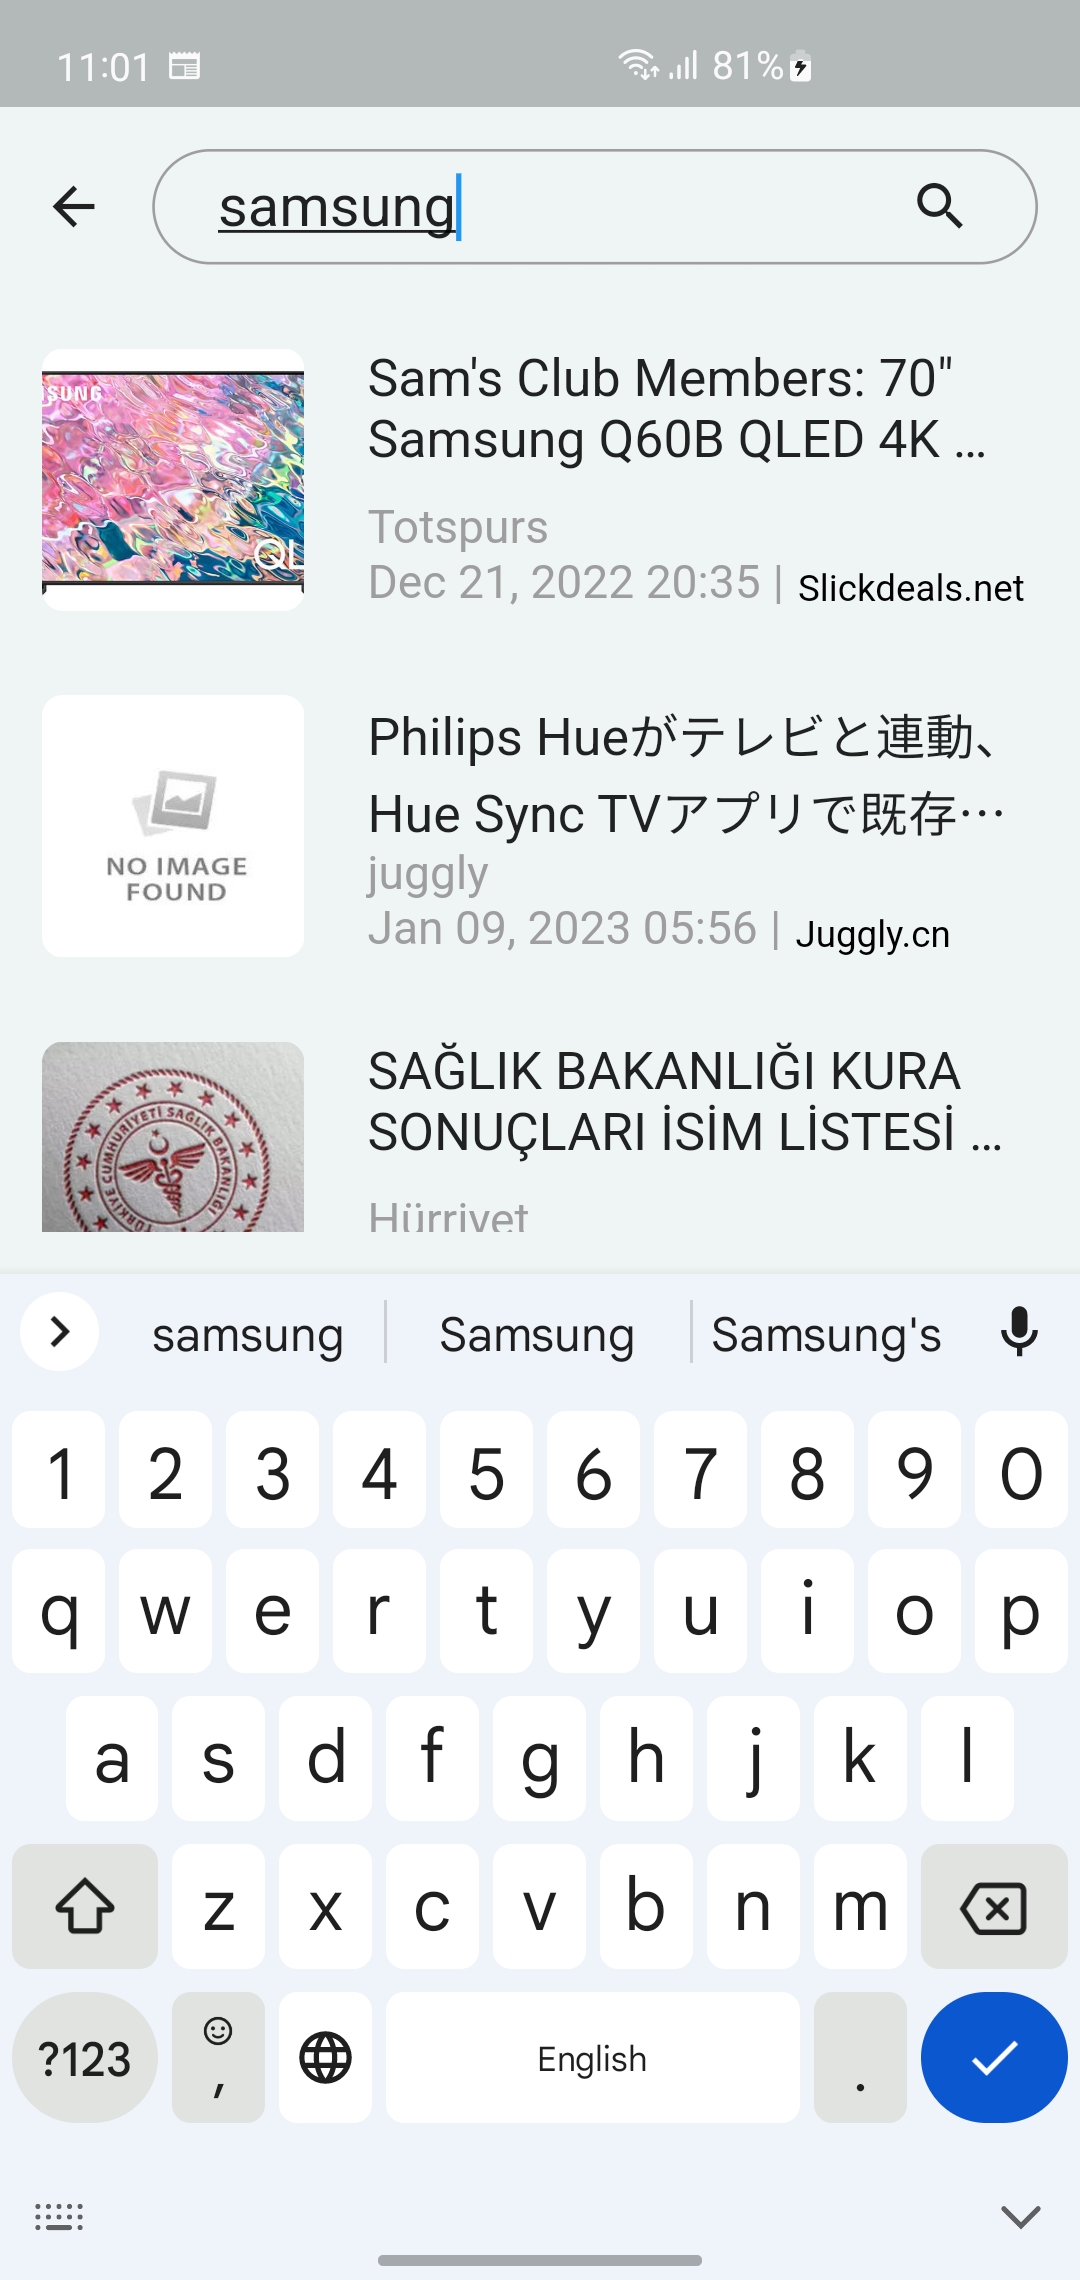 11:01
81%
samsung
SUNG
QL
Sam's Club Members: 70"
Samsung Q60B QLED 4K ...
Totspurs
Dec 21, 2022 20:35 | Slickdeals.net
NO IMAGE
FOUND
Philips Hueがテレビと連動、
Hue Sync TVアプリで既存…
juggly
Jan 09, 2023 05:56 | Juggly.cn
TÜRKİYE CUMHURİYETİ SAĞLIK BAKANLIĞI
SAĞLIK BAKANLIĞI KURA
SONUÇLARI İSİM LİSTESİ ...
Hürriyet
samsung Samsung Samsung's
1 2 3 4 5 6 7 8 9 0
q w e r t y u i o p
a s d f g h j k l
z x c v b n m
?123 , English .